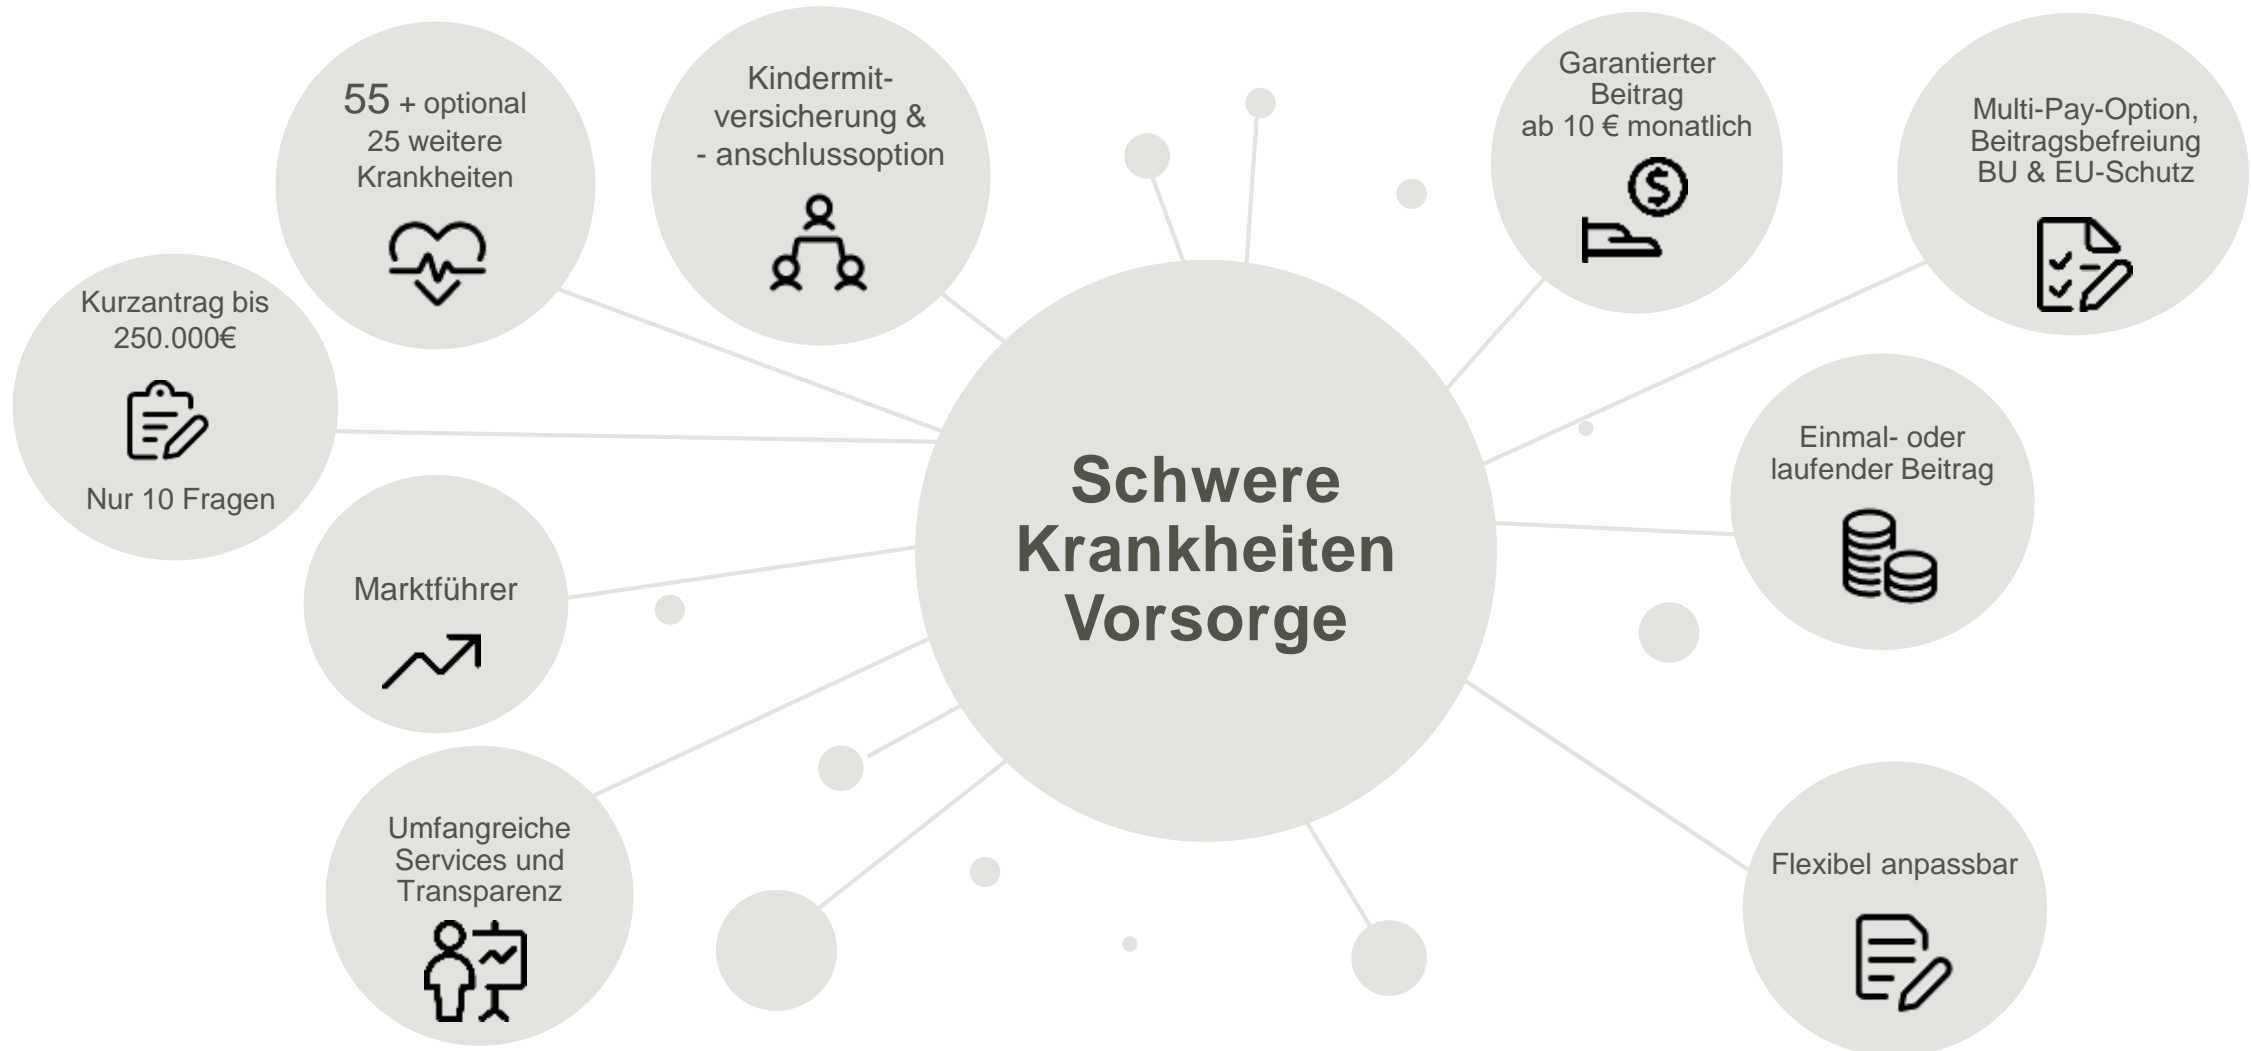 55 + optional
25 weitere
Krankheiten
Kindermit-
versicherung &
- anschlussoption
Garantierter
Beitrag
ab 10 € monatlich
Multi-Pay-Option,
Beitragsbefreiung
BU & EU-Schutz
Kurzantrag bis
250.000€
Nur 10 Fragen
Schwere
Krankheiten
Vorsorge
Einmal- oder
laufender Beitrag
Marktführer
Umfangreiche
Services und
Transparenz
Flexibel anpassbar